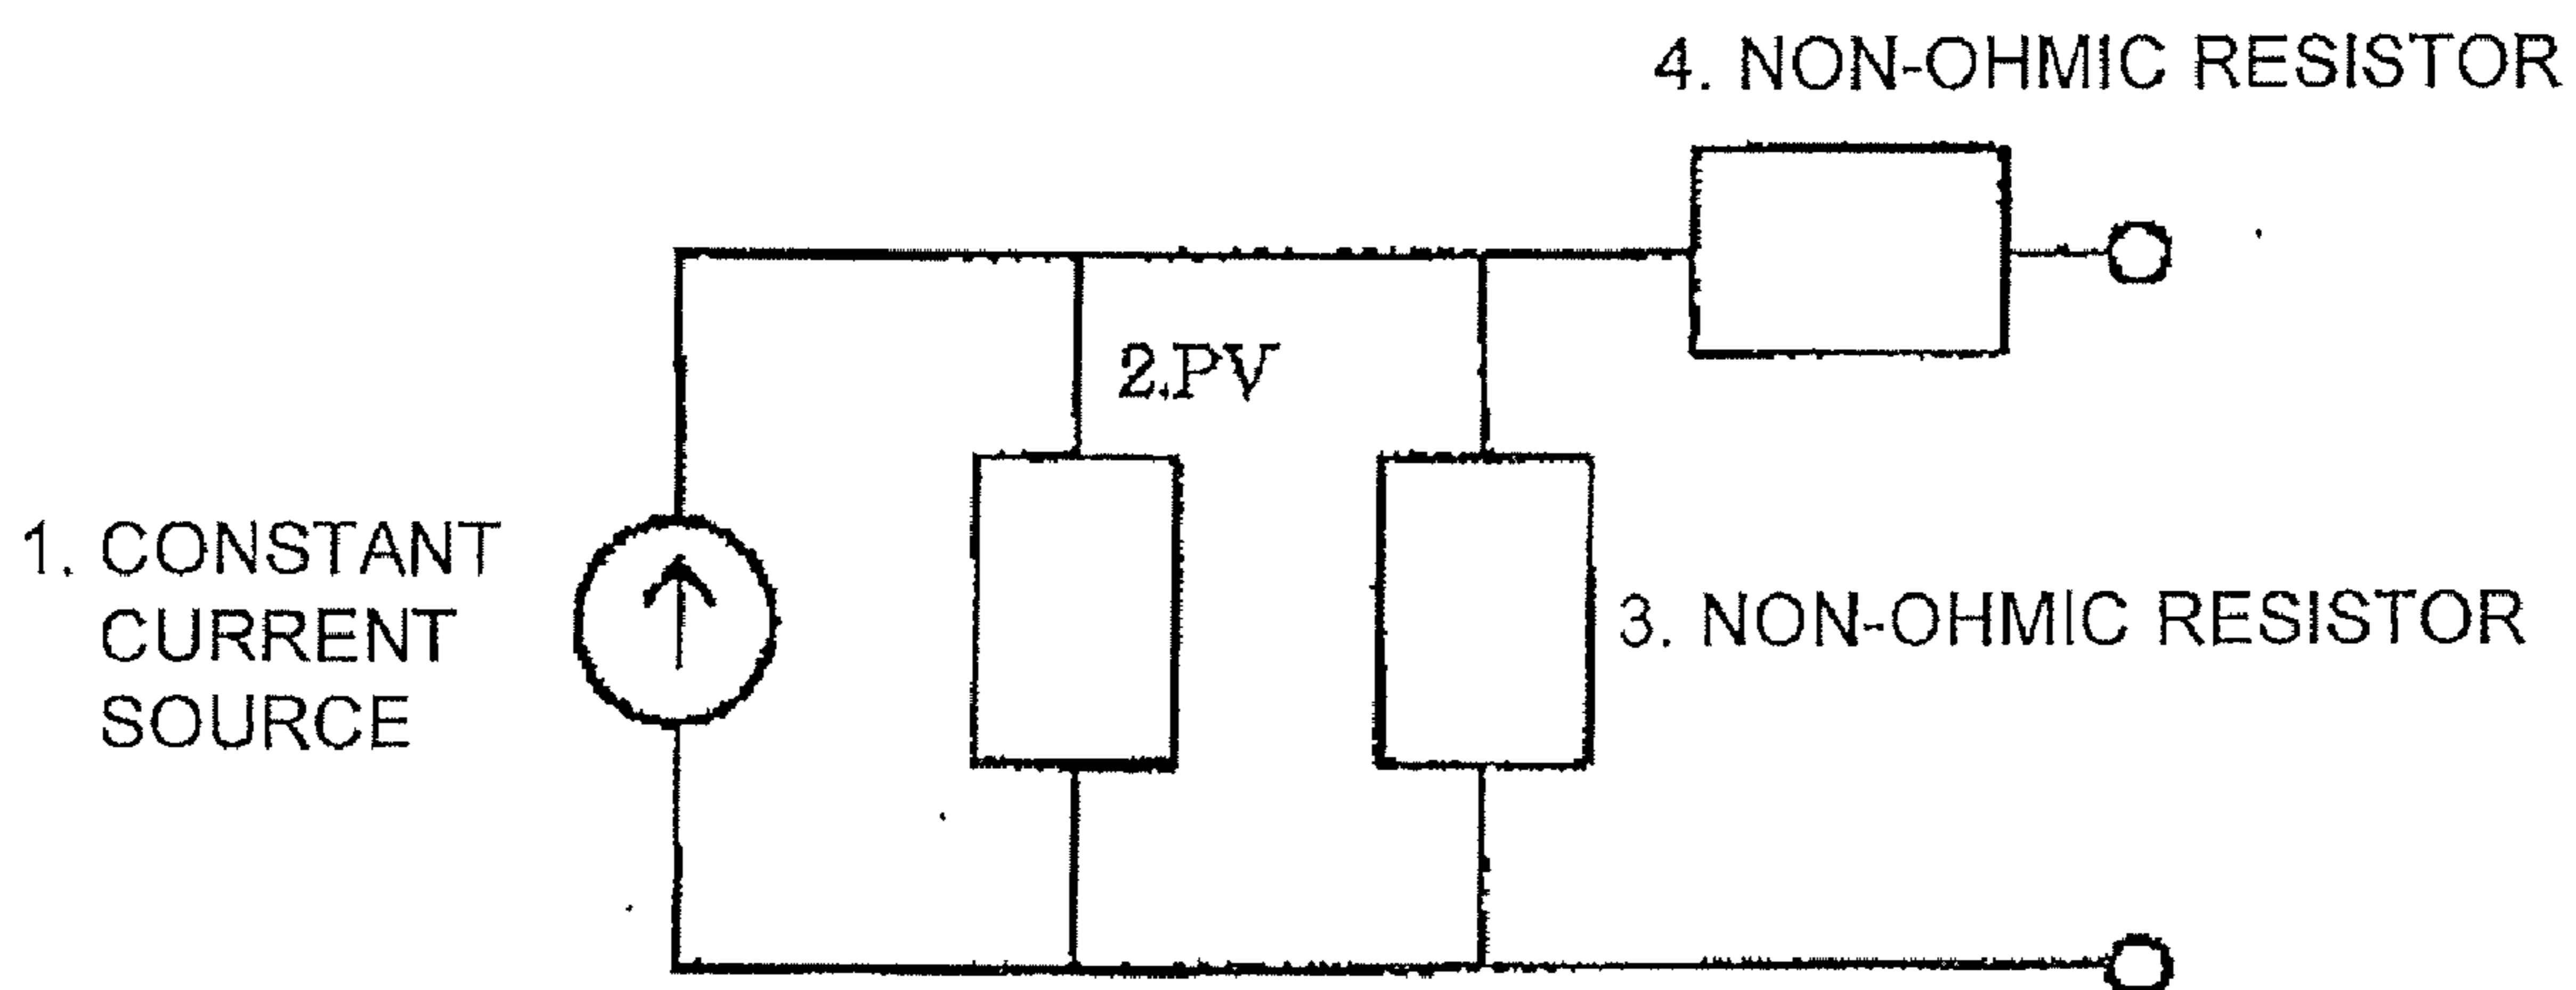 4. NON-OHMIC RESISTOR
2.PV
1. CONSTANT
CURRENT
SOURCE
3. NON-OHMIC RESISTOR